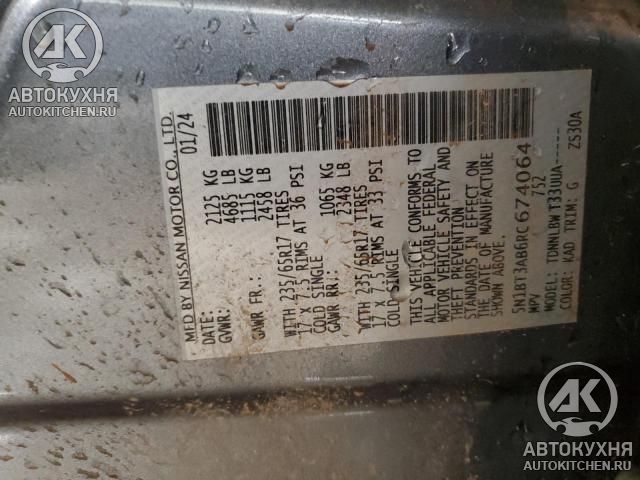 АВТОКУХНЯ
AUTOKITCHEN.RU
MFD BY NISSAN MOTOR CO., LTD.
DATE: 01/24
GVWR: 2125 KG
4685 LB
GAWR FR.: 1115 KG
2458 LB
WITH 235/65R17 TIRES
17 X 7.5 RIMS AT 36 PSI
COLD SINGLE
GAWR RR.: 1065 KG
2348 LB
WITH 235/65R17 TIRES
17 X 7.5 RIMS AT 33 PSI
COLD SINGLE
THIS VEHICLE CONFORMS TO
ALL APPLICABLE FEDERAL
MOTOR VEHICLE SAFETY AND
THEFT PREVENTION
STANDARDS IN EFFECT ON
THE DATE OF MANUFACTURE
SHOWN ABOVE.
5N1BT3AB6RC674064
MPV 752
MODEL: TDMNLBW T33UUA-----
COLOR: KAD TRIM: G ZS30A
АК
АВТОКУХНЯ
AUTOKITCHEN.RU